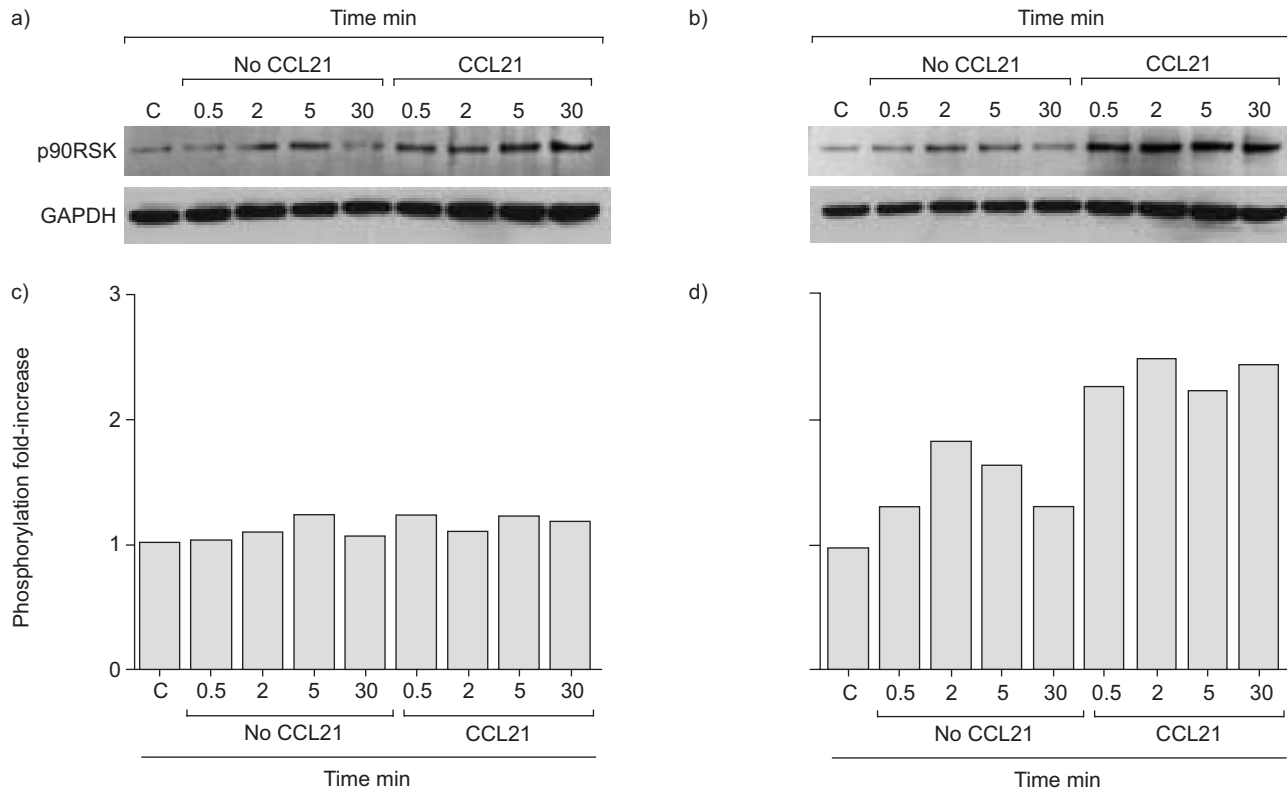 a)
Time min
No CCL21 CCL21
C 0.5 2 5 30 0.5 2 5 30
p90RSK
GAPDH
b)
Time min
No CCL21 CCL21
C 0.5 2 5 30 0.5 2 5 30
c)
Phosphorylation fold-increase
3
2
1
0
C 0.5 2 5 30 0.5 2 5 30
No CCL21 CCL21
Time min
d)
C 0.5 2 5 30 0.5 2 5 30
No CCL21 CCL21
Time min